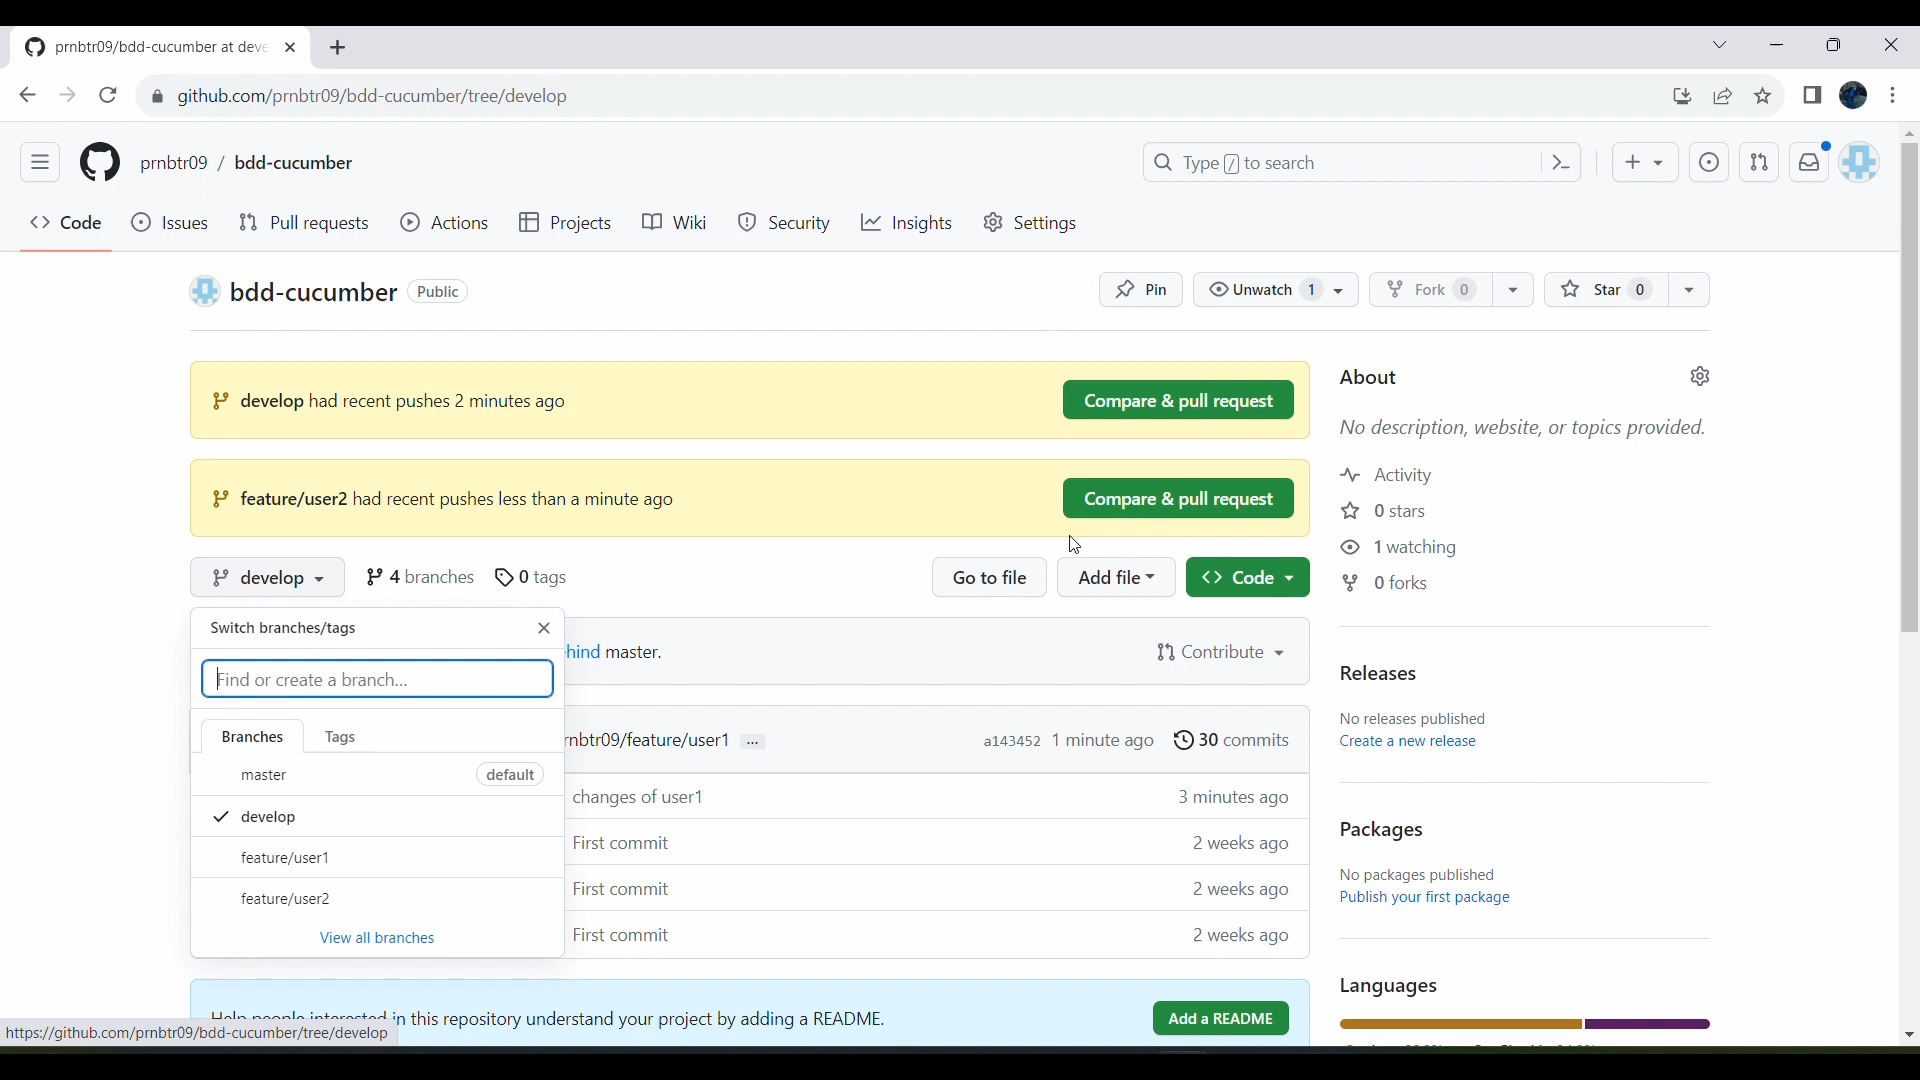 prnbtr09/bdd-cucumber at deve
github.com/prnbtr09/bdd-cucumber/tree/develop
prnbtr09 / bdd-cucumber
Type / to search
Code Issues Pull requests Actions Projects Wiki Security Insights Settings
bdd-cucumber Public
Pin Unwatch 1 Fork 0 Star 0
develop had recent pushes 2 minutes ago
Compare & pull request
feature/user2 had recent pushes less than a minute ago
Compare & pull request
develop 4 branches 0 tags
Go to file Add file Code
Switch branches/tags
Find or create a branch...
Branches Tags
master default
develop
feature/user1
feature/user2
View all branches
hind master.
Contribute
nbtr09/feature/user1 ... a143452 1 minute ago 30 commits
changes of user1 3 minutes ago
First commit 2 weeks ago
First commit 2 weeks ago
First commit 2 weeks ago
Help people interested in this repository understand your project by adding a README.
Add a README
https://github.com/prnbtr09/bdd-cucumber/tree/develop
About
No description, website, or topics provided.
Activity
0 stars
1 watching
0 forks
Releases
No releases published
Create a new release
Packages
No packages published
Publish your first package
Languages